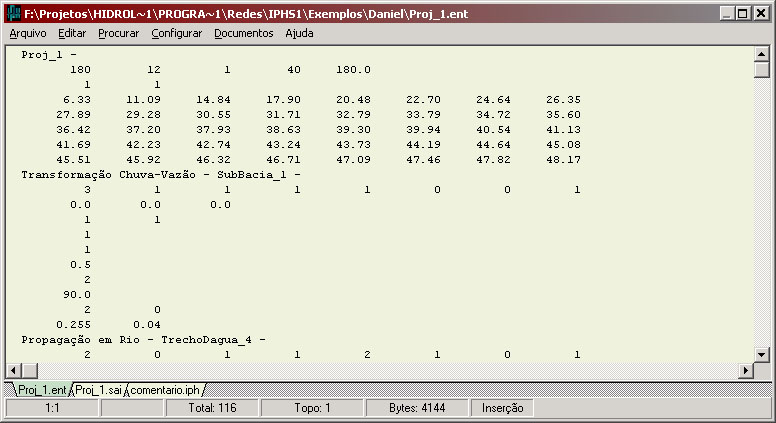 F:\Projetos\HIDROL~1\PROGRA~1\Redes\IPHS1\Exemplos\Daniel\Proj_1.ent
Arquivo Editar Procurar Configurar Documentos Ajuda
Proj_1 -
180 12 1 40 180.0
1 1
6.33 11.09 14.84 17.90 20.48 22.70 24.64 26.35
27.89 29.28 30.55 31.71 32.79 33.79 34.72 35.60
36.42 37.20 37.93 38.63 39.30 39.94 40.54 41.13
41.69 42.23 42.74 43.24 43.73 44.19 44.64 45.08
45.51 45.92 46.32 46.71 47.09 47.46 47.82 48.17
Transformação Chuva-Vazão - SubBacia_1 -
3 1 1 1 1 0 0 1
0.0 0.0 0.0
1 1
1
1
0.5
2
90.0
2 0
0.255 0.04
Propagação em Rio - TrechoDagua_4 -
2 0 1 1 2 1 0 1
Proj_1.ent Proj_1.sai comentario.iph
1:1 Total: 116 Topo: 1 Bytes: 4144 Inserção